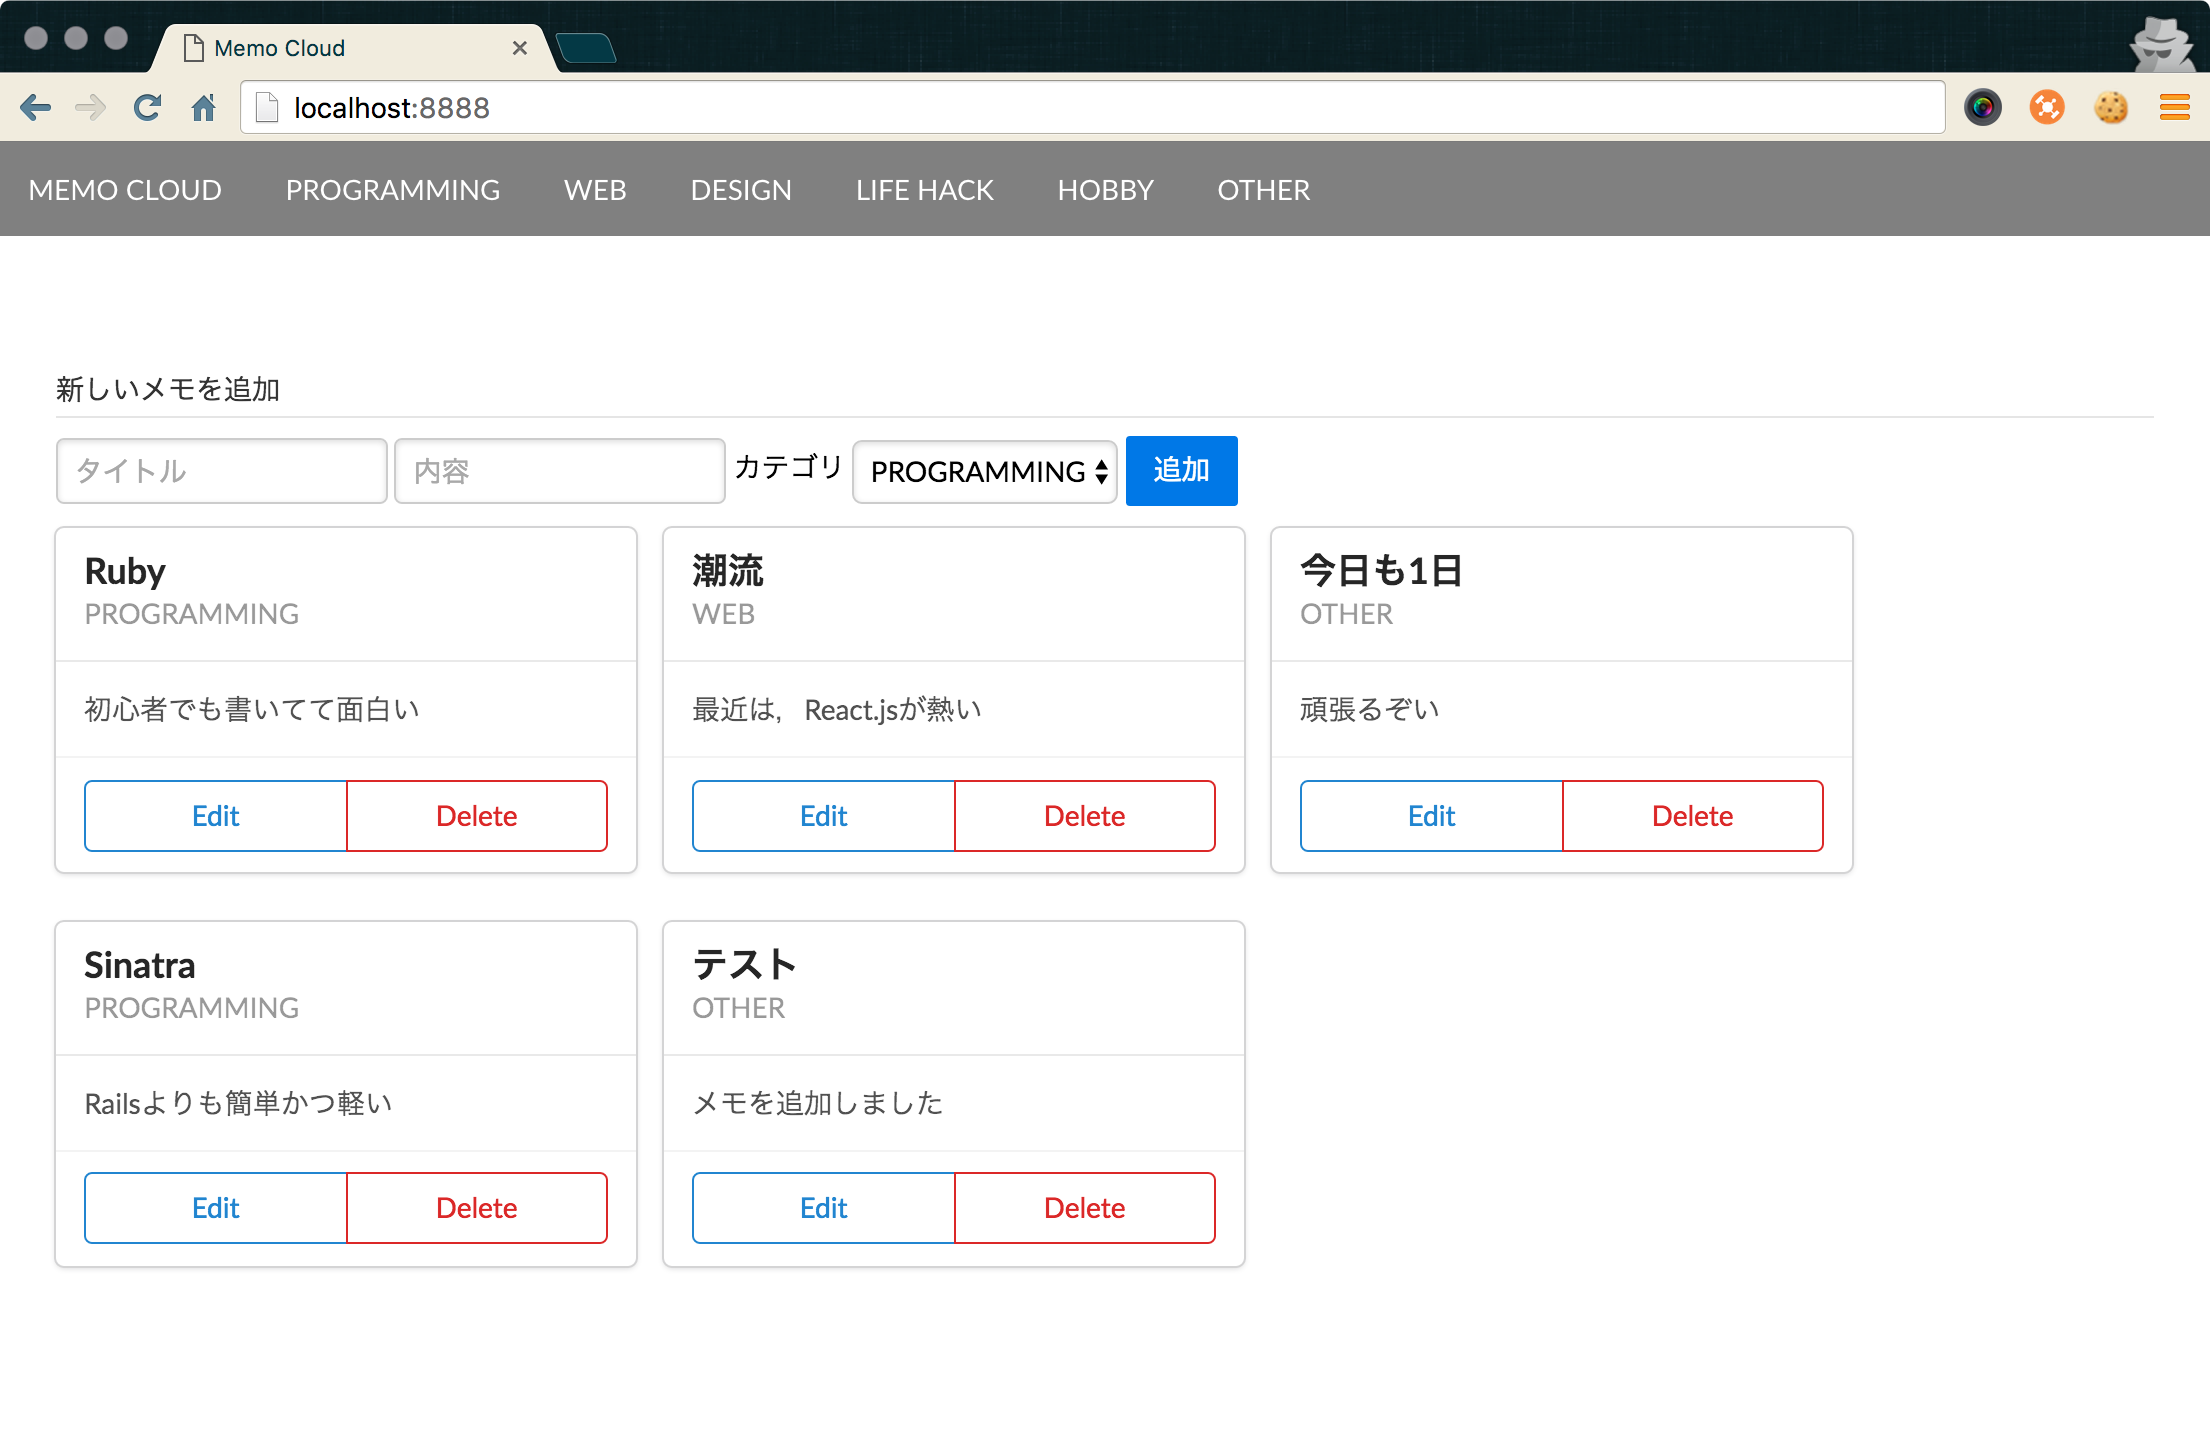 Memo Cloud
localhost:8888
MEMO CLOUD PROGRAMMING WEB DESIGN LIFE HACK HOBBY OTHER
新しいメモを追加
タイトル 内容 カテゴリ PROGRAMMING 追加
Ruby
PROGRAMMING
初心者でも書いてて面白い
Edit Delete
潮流
WEB
最近は，React.jsが熱い
Edit Delete
今日も1日
OTHER
頑張るぞい
Edit Delete
Sinatra
PROGRAMMING
Railsよりも簡単かつ軽い
Edit Delete
テスト
OTHER
メモを追加しました
Edit Delete